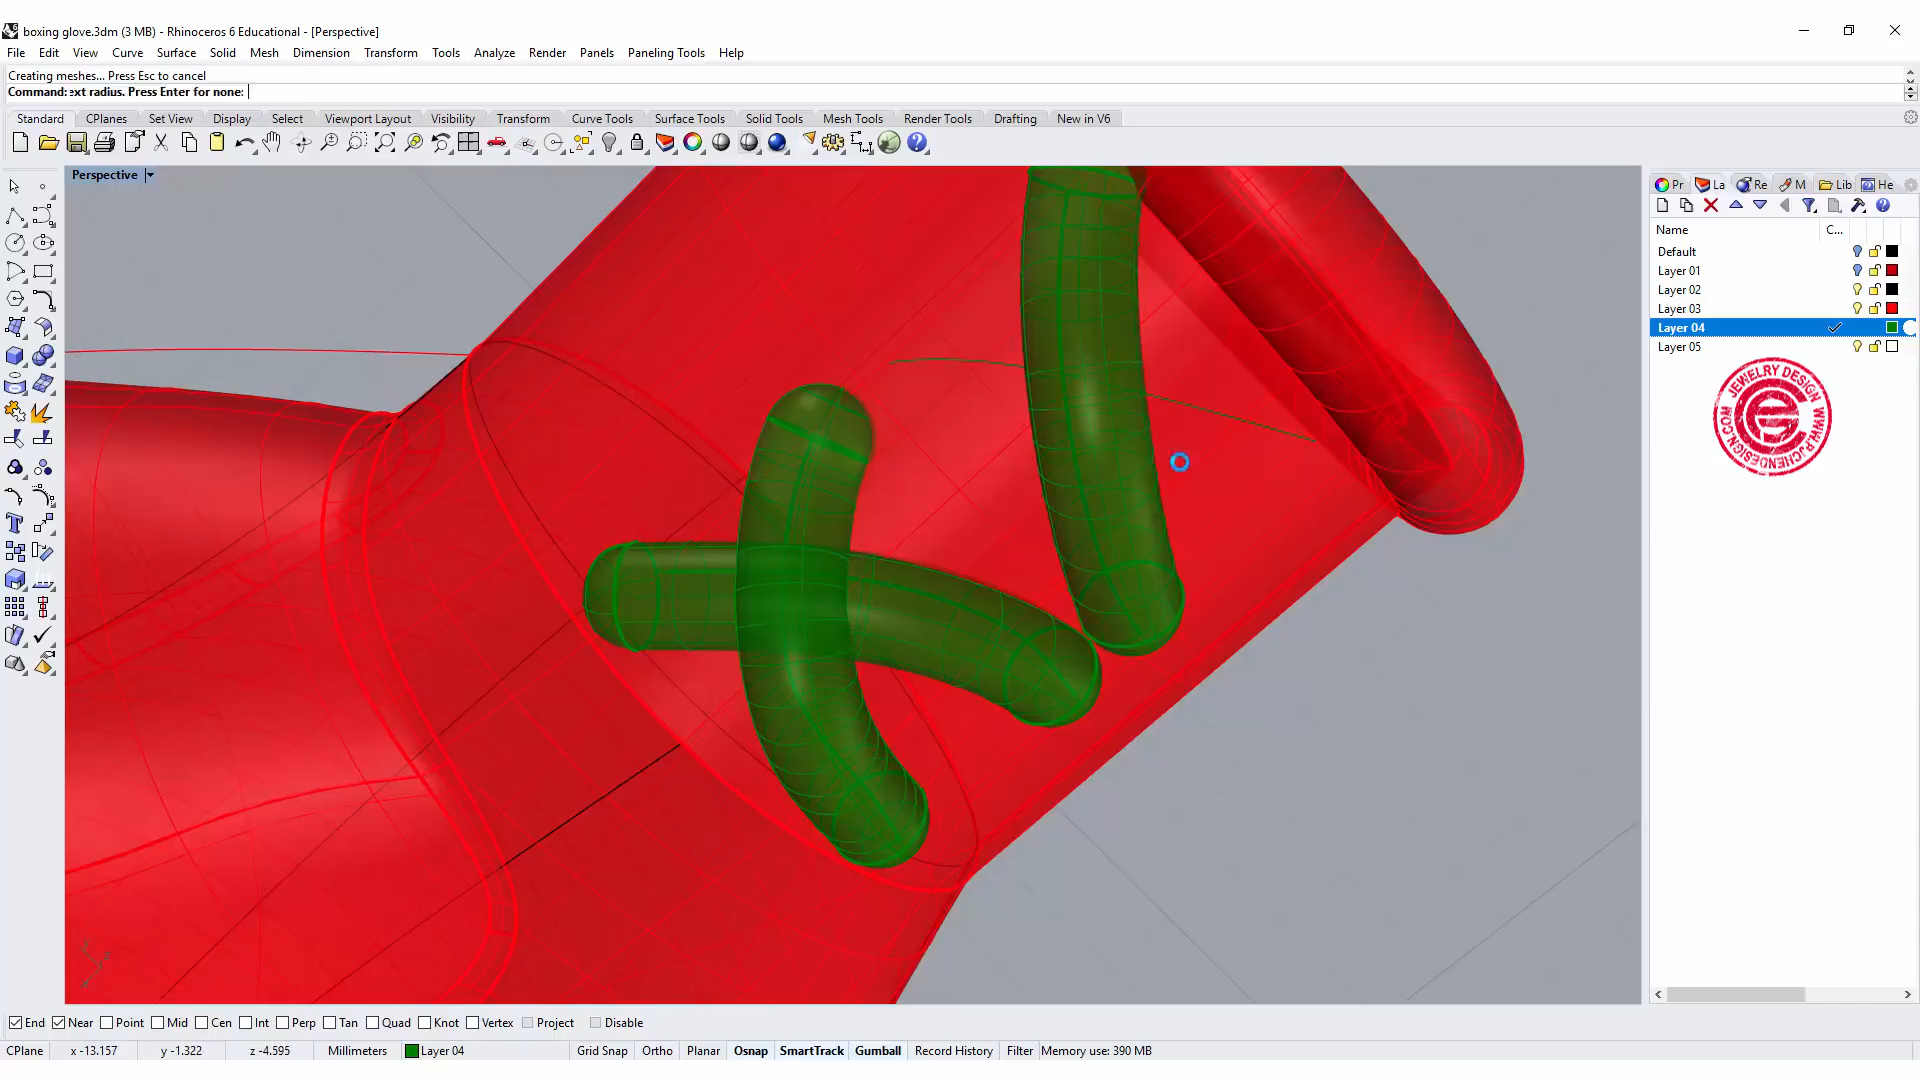 boxing glove.3dm (3 MB) - Rhinoceros 6 Educational - [Perspective]
File Edit View Curve Surface Solid Mesh Dimension Transform Tools Analyze Render Panels Paneling Tools Help
Creating meshes... Press Esc to cancel
Command: ext radius. Press Enter for none:
Standard CPlanes Set View Display Select Viewport Layout Visibility Transform Curve Tools Surface Tools Solid Tools Mesh Tools Render Tools Drafting New in V6
Perspective
Pr La Re M Lib He
Name C...
Default
Layer 01
Layer 02
Layer 03
Layer 04
Layer 05
JEWELRY DESIGN
WWW.PJCHENDESIGN.COM
End Near Point Mid Cen Int Perp Tan Quad Knot Vertex Project Disable
CPlane x -13.157 y -1.322 z -4.595 Millimeters Layer 04 Grid Snap Ortho Planar Osnap SmartTrack Gumball Record History Filter Memory use: 390 MB